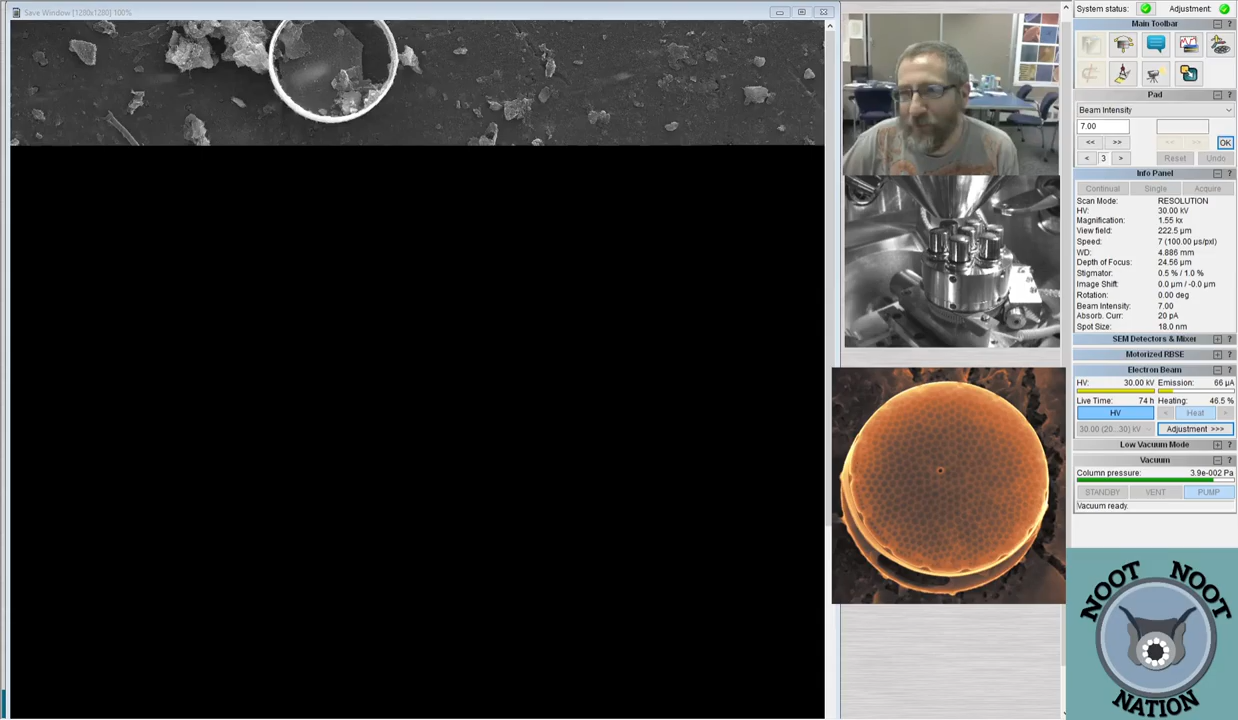 Save Window [1280x1280] 100%
System status: Adjustment:
Main Toolbar
?
Pad
?
Beam Intensity
7.00
<< >>
<< >>
OK
< 3 >
Reset
Undo
Info Panel
?
Continual
Single
Acquire
Scan Mode: RESOLUTION
HV: 30.00 kV
Magnification: 1.55 kx
View field: 222.5 µm
Speed: 7 (100.00 µs/pxl)
WD: 4.886 mm
Depth of Focus: 24.56 µm
Stigmator: 0.5 % / 1.0 %
Image Shift: 0.0 µm / -0.0 µm
Rotation: 0.00 deg
Beam Intensity: 7.00
Absorb. Curr: 20 pA
Spot Size: 18.0 nm
SEM Detectors & Mixer
?
Motorized RBSE
?
Electron Beam
?
HV: 30.00 kV Emission: 66 µA
Live Time: 74 h Heating: 46.5 %
HV
< Heat >
30.00 (20...30) kV
Adjustment >>>
Low Vacuum Mode
?
Vacuum
?
Column pressure: 3.9e-002 Pa
STANDBY
VENT
PUMP
Vacuum ready.
NOOT NOOT
NATION